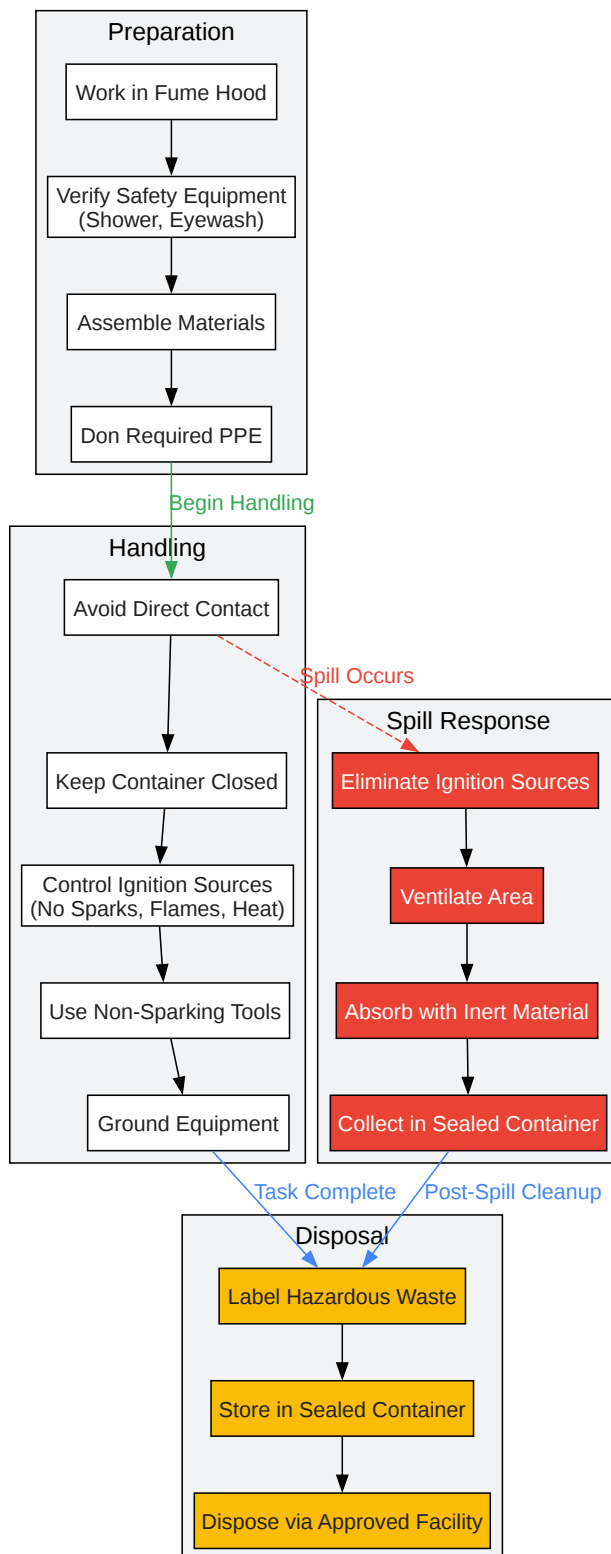 Preparation
Work in Fume Hood
Verify Safety Equipment
(Shower, Eyewash)
Assemble Materials
Don Required PPE
Begin Handling
Handling
Avoid Direct Contact
Spill Occurs
Keep Container Closed
Control Ignition Sources
(No Sparks, Flames, Heat)
Use Non-Sparking Tools
Ground Equipment
Spill Response
Eliminate Ignition Sources
Ventilate Area
Absorb with Inert Material
Collect in Sealed Container
Task Complete
Post-Spill Cleanup
Disposal
Label Hazardous Waste
Store in Sealed Container
Dispose via Approved Facility